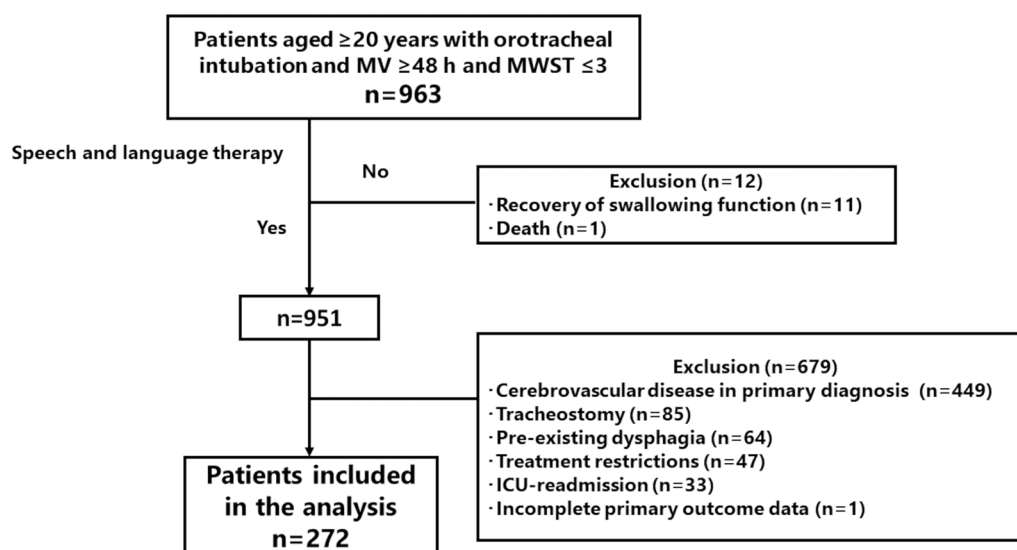 Patients aged ≥20 years with orotracheal
intubation and MV ≥48 h and MWST ≤3
n=963
Speech and language therapy
No
Exclusion (n=12)
·Recovery of swallowing function (n=11)
·Death (n=1)
Yes
n=951
Exclusion (n=679)
·Cerebrovascular disease in primary diagnosis (n=449)
·Tracheostomy (n=85)
·Pre-existing dysphagia (n=64)
·Treatment restrictions (n=47)
·ICU-readmission (n=33)
·Incomplete primary outcome data (n=1)
Patients included
in the analysis
n=272